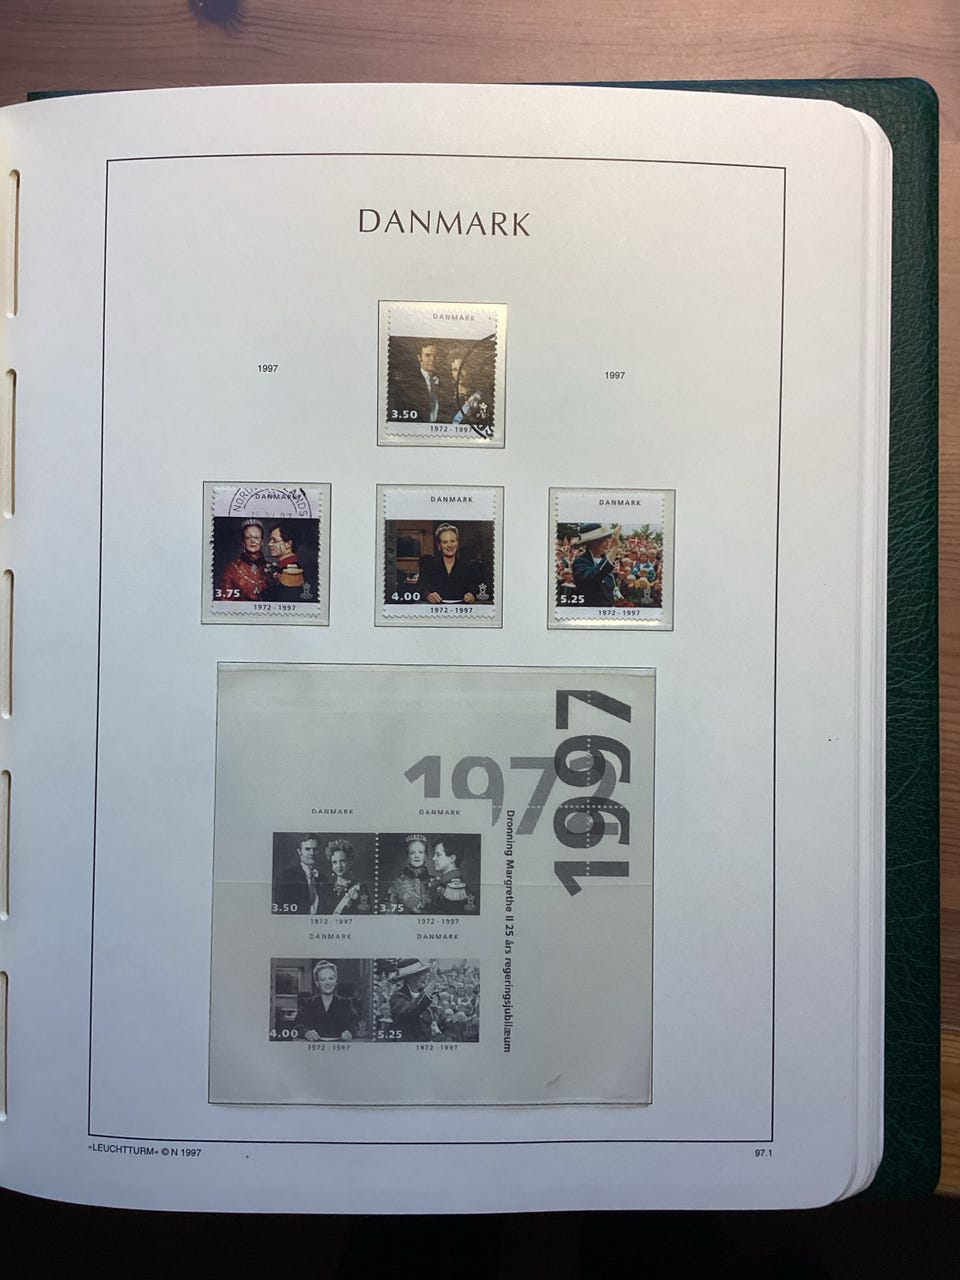 DANMARK
DANMARK
3.50
1972 - 1997
1997
1997
DANMARK
3.75
1972 - 1997
DANMARK
4.00
1972 - 1997
DANMARK
5.25
1972 - 1997
1997
1972
Dronning Margrethe II 25 års regeringsjubilæum
DANMARK
DANMARK
3.50
3.75
1972 - 1997
1972 - 1997
DANMARK
DANMARK
4.00
5.25
1972 - 1997
1972 - 1997
»LEUCHTTURM« © N 1997
97.1